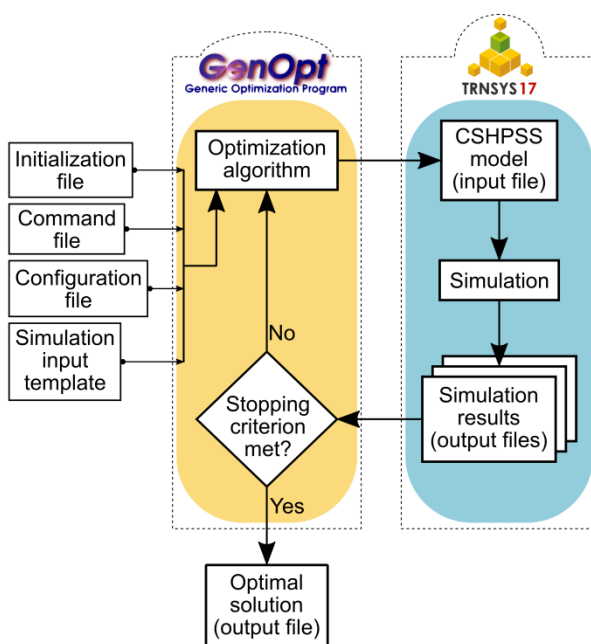 GenOpt
Generic Optimization Program
TRNSYS17
Initialization
file
Command
file
Configuration
file
Simulation
input
template
Optimization
algorithm
No
Stopping
criterion
met?
Yes
Optimal
solution
(output file)
CSHPSS
model
(input file)
Simulation
Simulation
results
(output files)